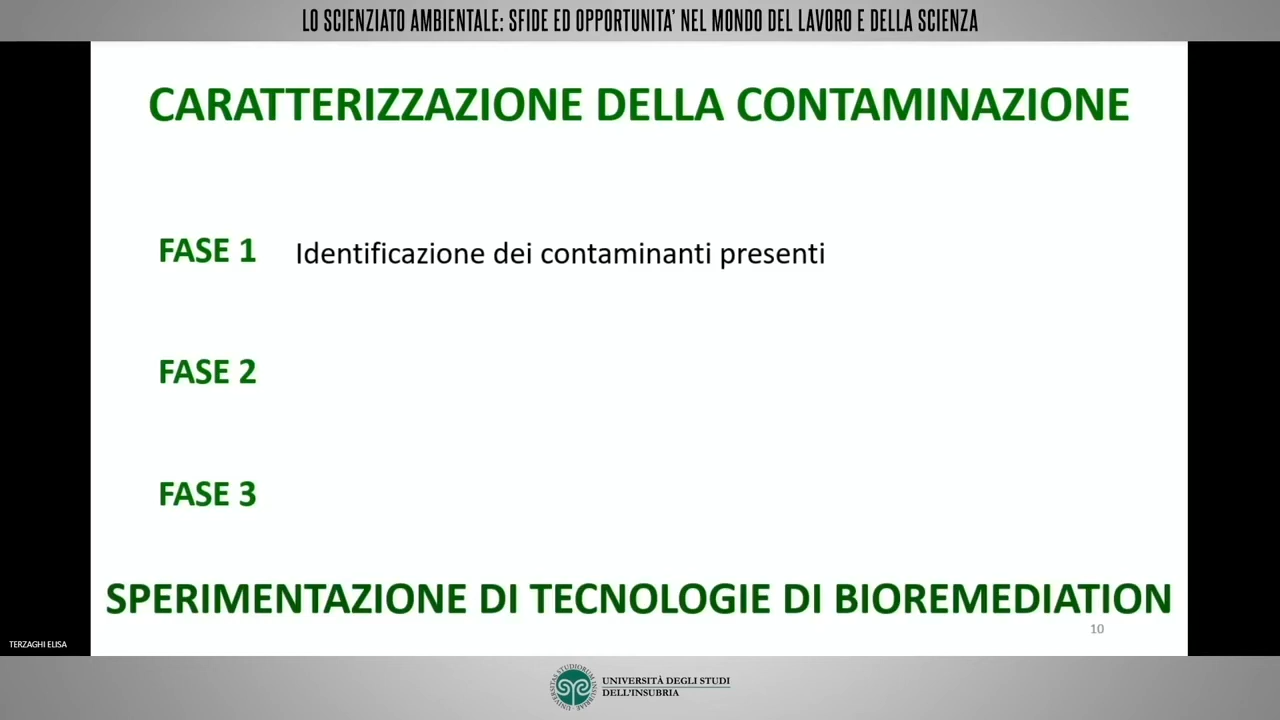 LO SCIENZIATO AMBIENTALE: SFIDE ED OPPORTUNITA' NEL MONDO DEL LAVORO E DELLA SCIENZA
CARATTERIZZAZIONE DELLA CONTAMINAZIONE
FASE 1 Identificazione dei contaminanti presenti
FASE 2
FASE 3
SPERIMENTAZIONE DI TECNOLOGIE DI BIOREMEDIATION
10
TERZAGHI ELISA
UNIVERSITÀ DEGLI STUDI
DELL'INSUBRIA